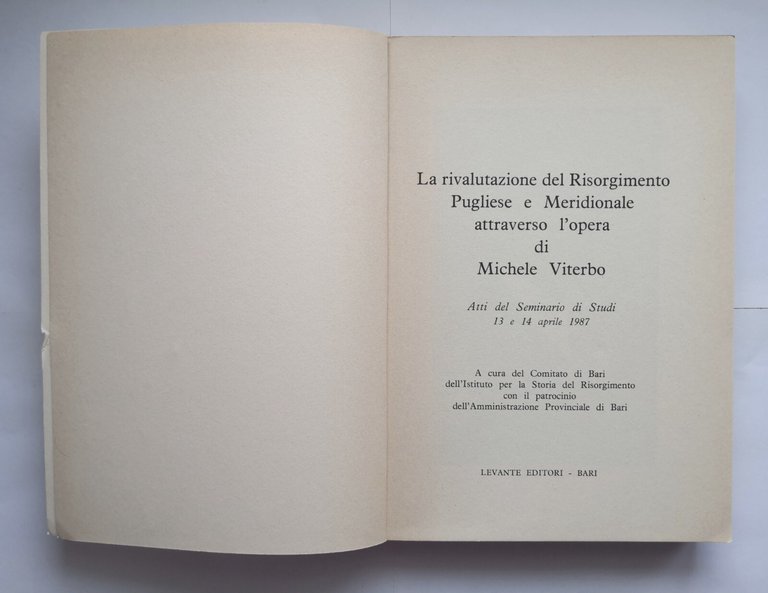 La rivalutazione del Risorgimento
Pugliese e Meridionale
attraverso l'opera
di
Michele Viterbo
Atti del Seminario di Studi
13 e 14 aprile 1987
A cura del Comitato di Bari
dell'Istituto per la Storia del Risorgimento
con il patrocinio
dell'Amministrazione Provinciale di Bari
LEVANTE EDITORI - BARI